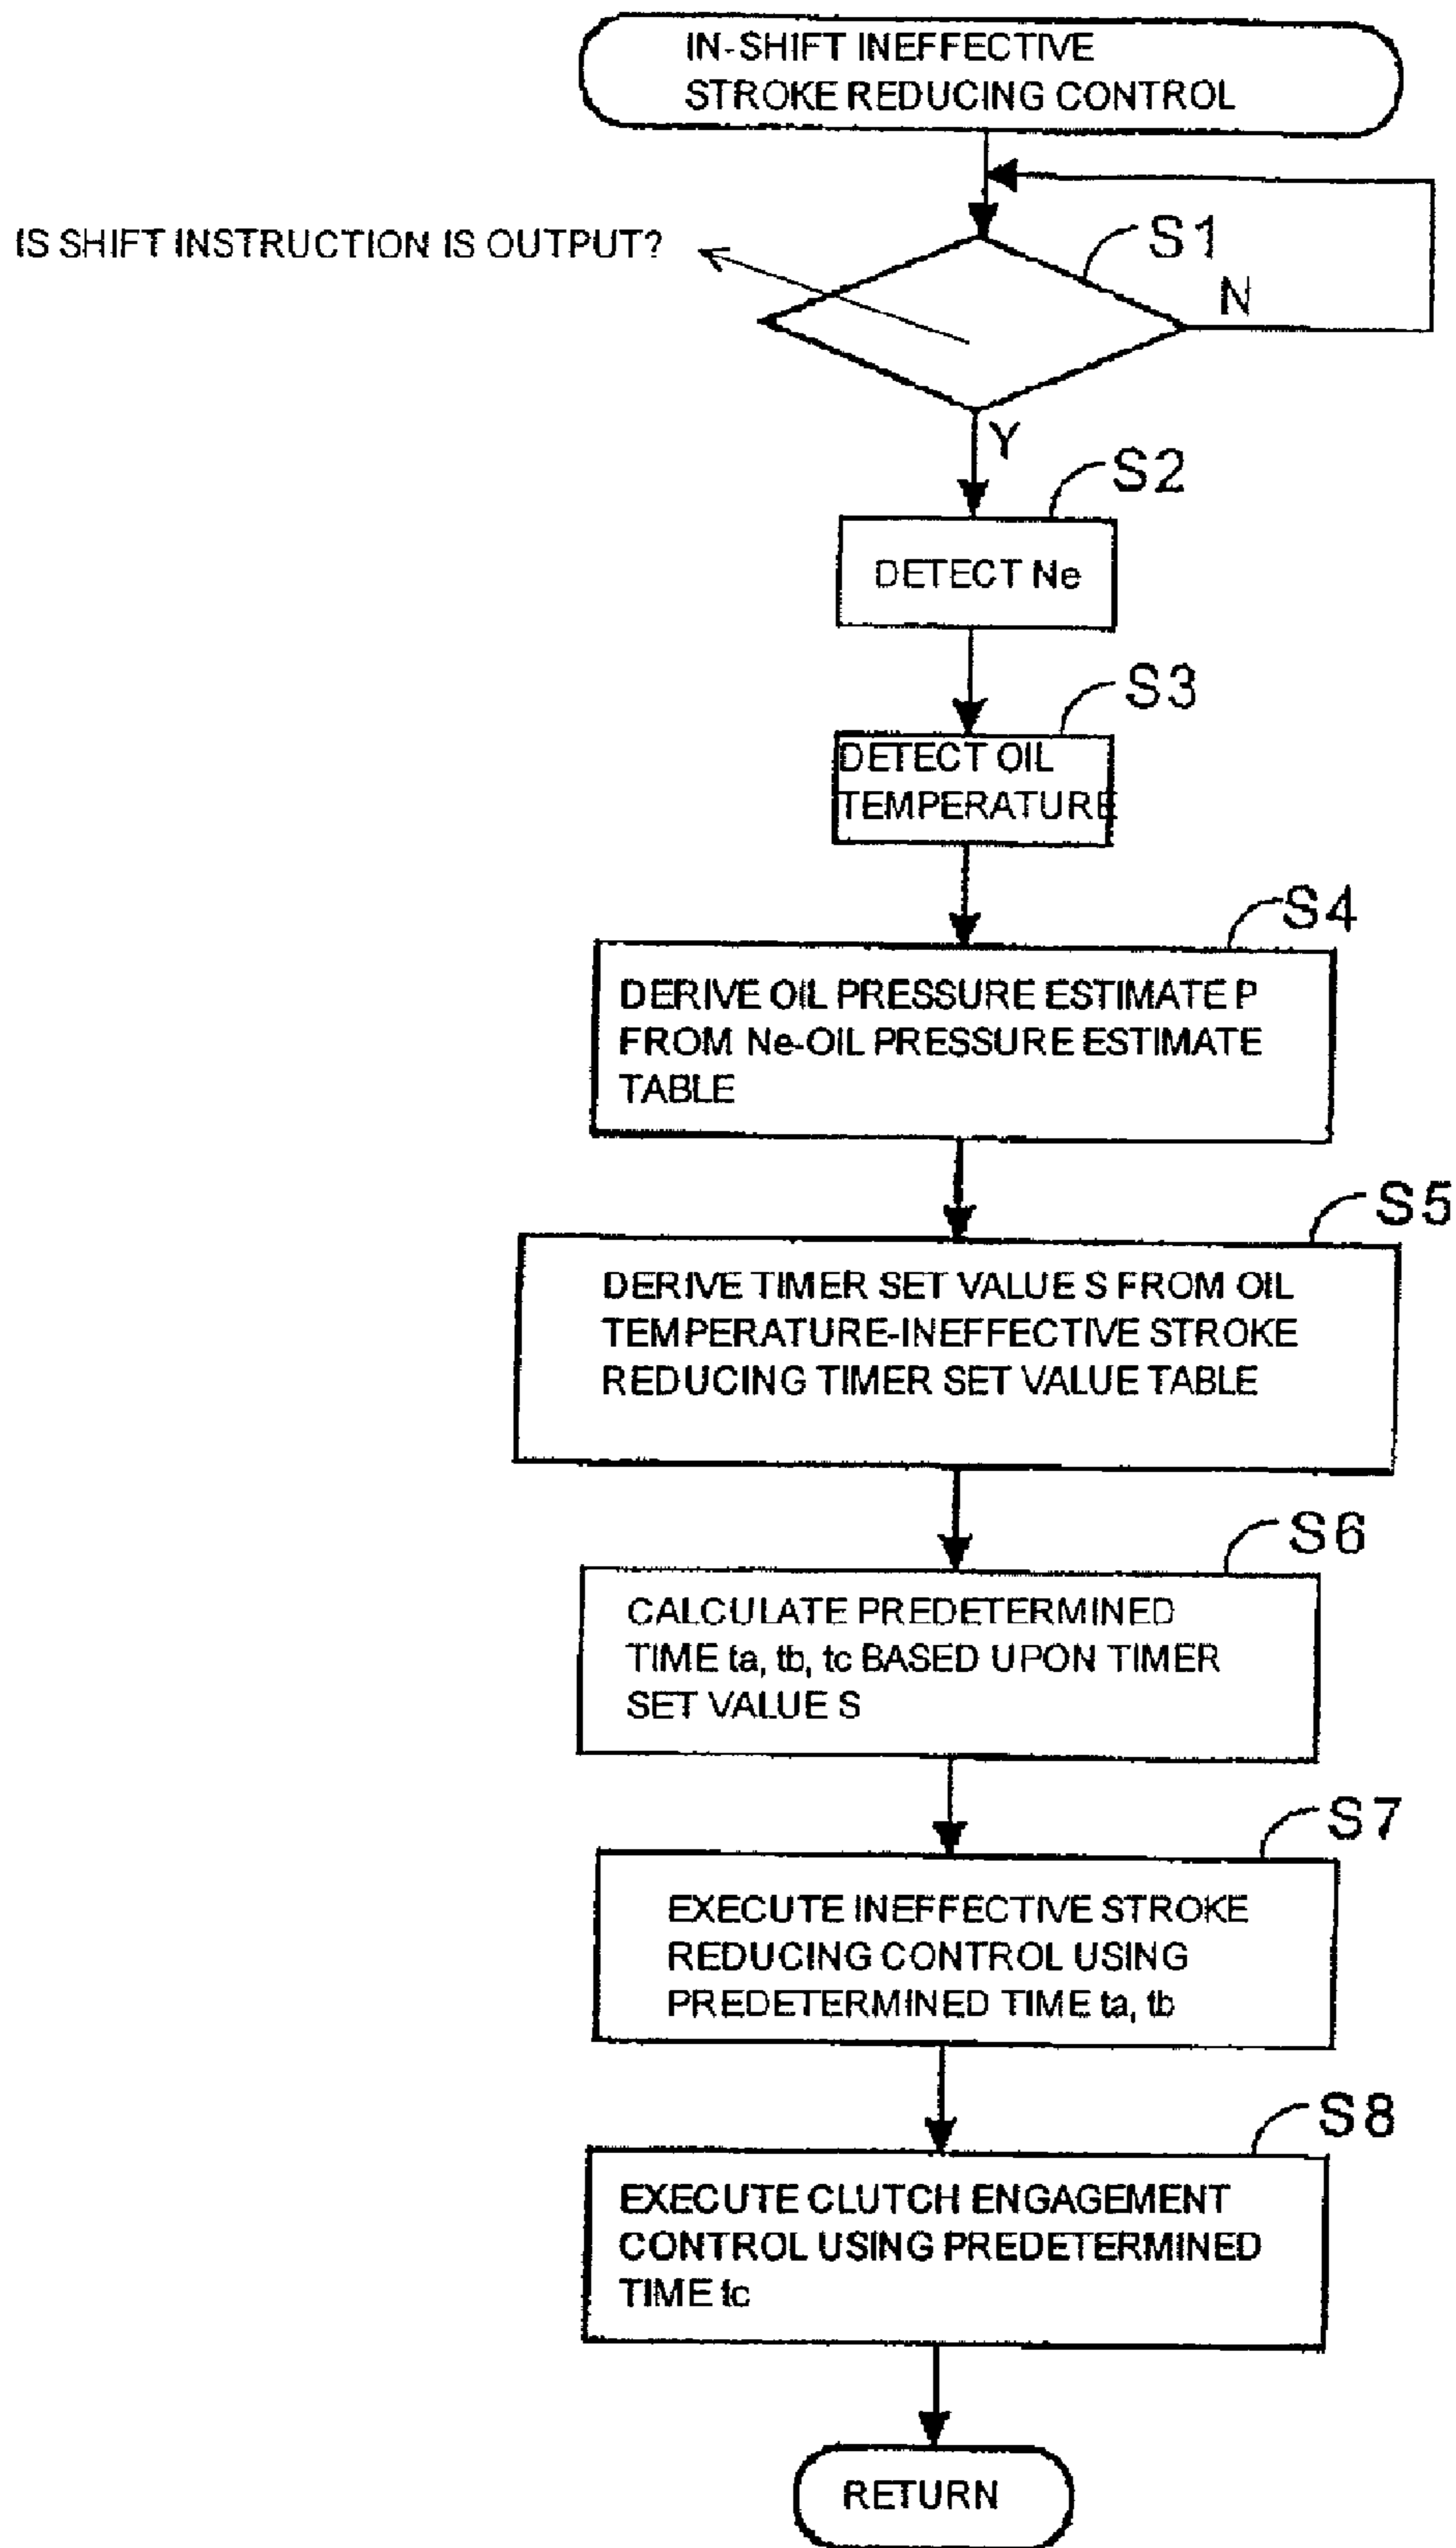 IN-SHIFT INEFFECTIVE
STROKE REDUCING CONTROL
IS SHIFT INSTRUCTION IS OUTPUT?
S1
N
Y
S2
DETECT Ne
S3
DETECT OIL
TEMPERATURE
S4
DERIVE OIL PRESSURE ESTIMATE P
FROM Ne-OIL PRESSURE ESTIMATE
TABLE
S5
DERIVE TIMER SET VALUE S FROM OIL
TEMPERATURE-INEFFECTIVE STROKE
REDUCING TIMER SET VALUE TABLE
S6
CALCULATE PREDETERMINED
TIME ta, tb, tc BASED UPON TIMER
SET VALUE S
S7
EXECUTE INEFFECTIVE STROKE
REDUCING CONTROL USING
PREDETERMINED TIME ta, tb
S8
EXECUTE CLUTCH ENGAGEMENT
CONTROL USING PREDETERMINED
TIME tc
RETURN